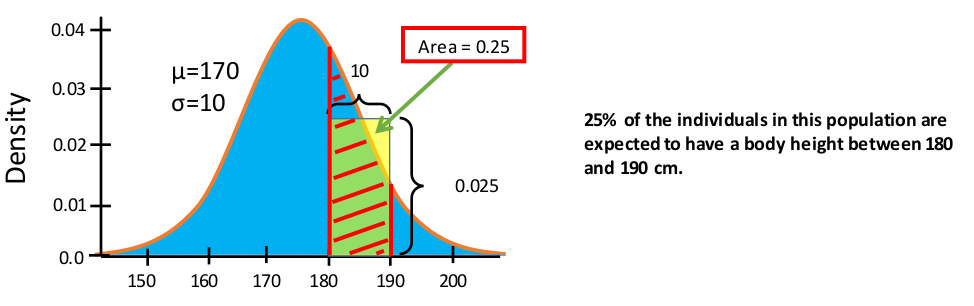 0.04
0.03
0.02
0.01
0.0
Density
μ=170
σ=10
10
Area = 0.25
0.025
150
160
170
180
190
200
25% of the individuals in this population are
expected to have a body height between 180
and 190 cm.